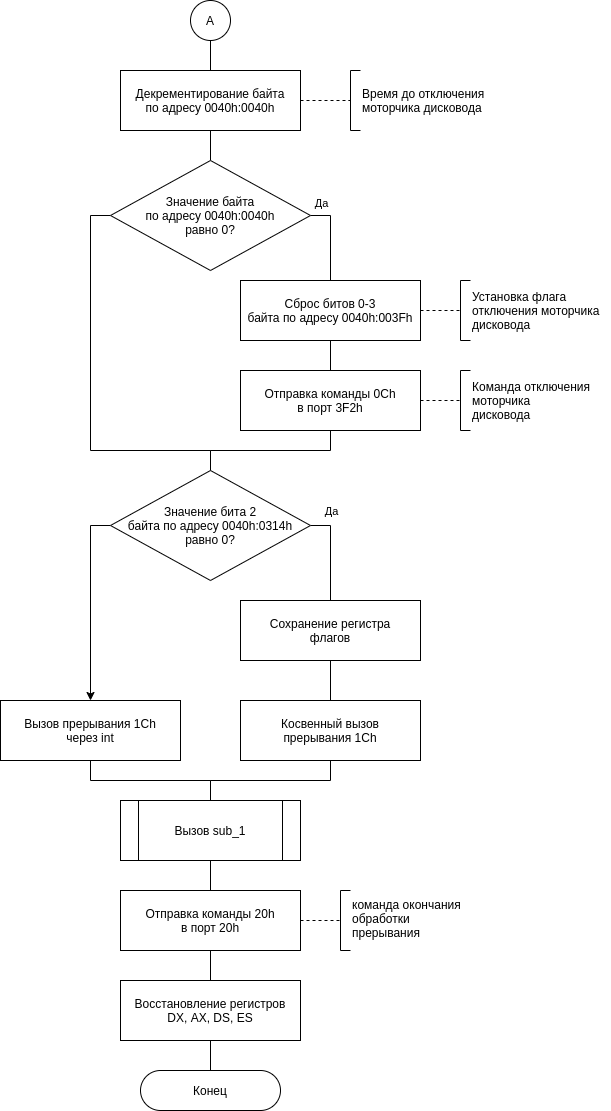 А
Декрементирование байта
по адресу 0040h:0040h
Время до отключения
моторчика дисковода
Значение байта
по адресу 0040h:0040h
равно 0?
Да
Сброс битов 0-3
байта по адресу 0040h:003Fh
Установка флага
отключения моторчика
дисковода
Отправка команды 0Ch
в порт 3F2h
Команда отключения
моторчика
дисковода
Значение бита 2
байта по адресу 0040h:0314h
равно 0?
Да
Сохранение регистра
флагов
Вызов прерывания 1Ch
через int
Косвенный вызов
прерывания 1Ch
Вызов sub_1
Отправка команды 20h
в порт 20h
команда окончания
обработки
прерывания
Восстановление регистров
DX, AX, DS, ES
Конец